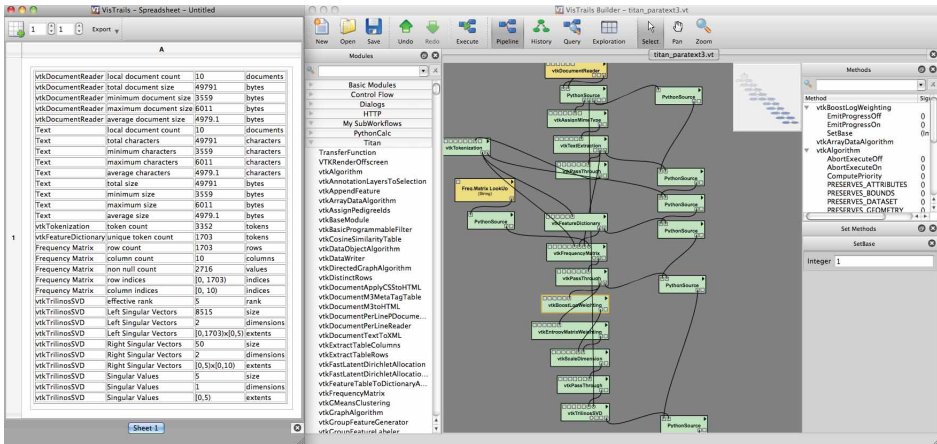 VisTrails – Spreadsheet – Untitled
1 1 Export
A
vtkDocumentReader local document count 10 documents
vtkDocumentReader total document size 49791 bytes
vtkDocumentReader minimum document size 3559 bytes
vtkDocumentReader maximum document size 6011 bytes
vtkDocumentReader average document size 4979.1 bytes
Text local document count 10 documents
Text total characters 49791 characters
Text minimum characters 3559 characters
Text maximum characters 6011 characters
Text average characters 4979.1 characters
Text total size 49791 bytes
Text minimum size 3559 bytes
Text maximum size 6011 bytes
Text average size 4979.1 bytes
vtkTokenization token count 3352 tokens
vtkFeatureDictionary unique token count 1703 tokens
1
Frequency Matrix row count 1703 rows
Frequency Matrix column count 10 columns
Frequency Matrix non null count 2716 values
Frequency Matrix row indices [0, 1703) indices
Frequency Matrix column indices [0, 10) indices
vtkTrilinosSVD effective rank 5 rank
vtkTrilinosSVD Left Singular Vectors 8515 size
vtkTrilinosSVD Left Singular Vectors 2 dimensions
vtkTrilinosSVD Left Singular Vectors [0,1703)x[0,5) extents
vtkTrilinosSVD Right Singular Vectors 50 size
vtkTrilinosSVD Right Singular Vectors 2 dimensions
vtkTrilinosSVD Right Singular Vectors [0,5)x[0,10) extents
vtkTrilinosSVD Singular Values 5 size
vtkTrilinosSVD Singular Values 1 dimensions
vtkTrilinosSVD Singular Values [0,5) extents
Sheet 1
VisTrails Builder – titan_paratext3.vt
New Open Save Undo Redo Execute Pipeline History Query Exploration Select Pan Zoom
titan_paratext3.vt
Modules
Basic Modules
Control Flow
Dialogs
HTTP
My SubWorkflows
PythonCalc
Titan
TransferFunction
VTKRenderOffscreen
vtkAlgorithm
vtkAnnotationLayersToSelection
vtkAppendFeature
vtkArrayDataAlgorithm
vtkAssignPedigreeIds
vtkBaseModule
vtkBasicProgrammableFilter
vtkCosineSimilarityTable
vtkDataObjectAlgorithm
vtkDataWriter
vtkDirectedGraphAlgorithm
vtkDistinctRows
vtkDocumentApplyCSStoHTML
vtkDocumentM3MetaTagTable
vtkDocumentM3toHTML
vtkDocumentPerLinePDocume...
vtkDocumentPerLineReader
vtkDocumentTextToXML
vtkExtractTableColumns
vtkExtractTableRows
vtkFastLatentDirichletAllocation
vtkFastLatentDirichletAllocatio...
vtkFeatureTableToDictionaryA...
vtkFrequencyMatrix
vtkGMeansClustering
vtkGraphAlgorithm
vtkGroupFeatureGenerator
vtkGroupFeatureLabeler
vtkDocumentReader
PythonSource
PythonSource
vtkAssignMimeType
vtkTokenization
vtkTextExtraction
vtkPassThrough
PythonSource
Freq.Matrix LookUp
(String)
PythonSource
PythonSource
vtkFeatureDictionary
PythonSource
vtkFrequencyMatrix
vtkPassThrough
PythonSource
vtkBoostLogWeighting
vtkEntropyMatrixWeighting
vtkScaleDimension
vtkPassThrough
vtkTrilinosSVD
PythonSource
Methods
Method
vtkBoostLogWeighting
EmitProgressOff ()
EmitProgressOn ()
SetBase (In
vtkArrayDataAlgorithm
vtkAlgorithm
AbortExecuteOff ()
AbortExecuteOn ()
ComputePriority ()
PRESERVES_ATTRIBUTES ()
PRESERVES_BOUNDS ()
PRESERVES_DATASET ()
PRESERVES_GEOMETRY ()
Set Methods
SetBase
Integer 1